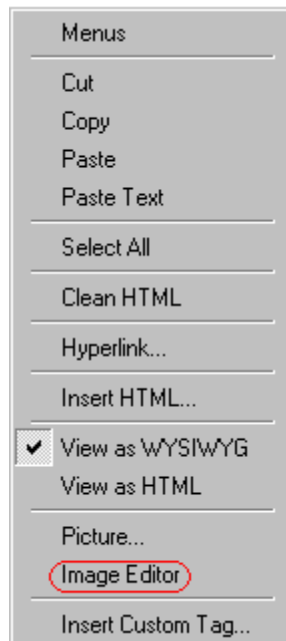 Menus
Cut
Copy
Paste
Paste Text
Select All
Clean HTML
Hyperlink...
Insert HTML...
View as WYSIWYG
View as HTML
Picture...
Image Editor
Insert Custom Tag...